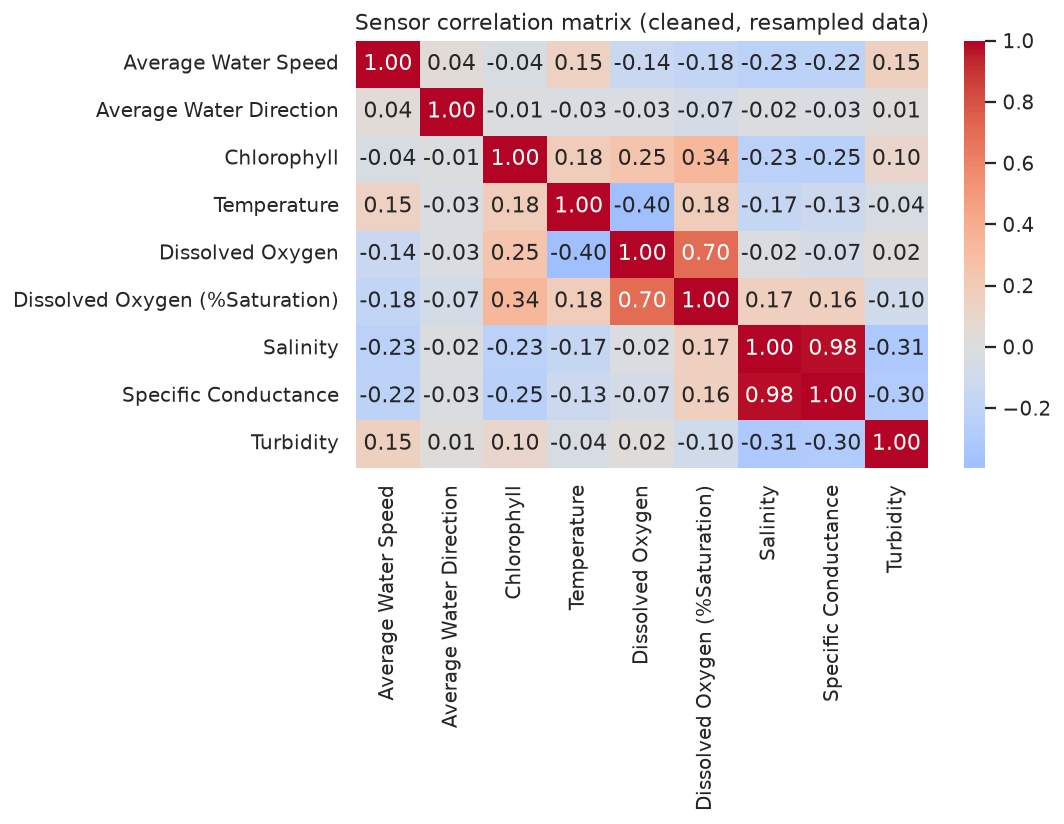 Sensor correlation matrix (cleaned, resampled data)
Average Water Speed 1.00 0.04 -0.04 0.15 -0.14 -0.18 -0.23 -0.22 0.15
Average Water Direction 0.04 1.00 -0.01 -0.03 -0.03 -0.07 -0.02 -0.03 0.01
Chlorophyll -0.04 -0.01 1.00 0.18 0.25 0.34 -0.23 -0.25 0.10
Temperature 0.15 -0.03 0.18 1.00 -0.40 0.18 -0.17 -0.13 -0.04
Dissolved Oxygen -0.14 -0.03 0.25 -0.40 1.00 0.70 -0.02 -0.07 0.02
Dissolved Oxygen (%Saturation) -0.18 -0.07 0.34 0.18 0.70 1.00 0.17 0.16 -0.10
Salinity -0.23 -0.02 -0.23 -0.17 -0.02 0.17 1.00 0.98 -0.31
Specific Conductance -0.22 -0.03 -0.25 -0.13 -0.07 0.16 0.98 1.00 -0.30
Turbidity 0.15 0.01 0.10 -0.04 0.02 -0.10 -0.31 -0.30 1.00
Average Water Speed
Average Water Direction
Chlorophyll
Temperature
Dissolved Oxygen
Dissolved Oxygen (%Saturation)
Salinity
Specific Conductance
Turbidity
1.0
0.8
0.6
0.4
0.2
0.0
−0.2